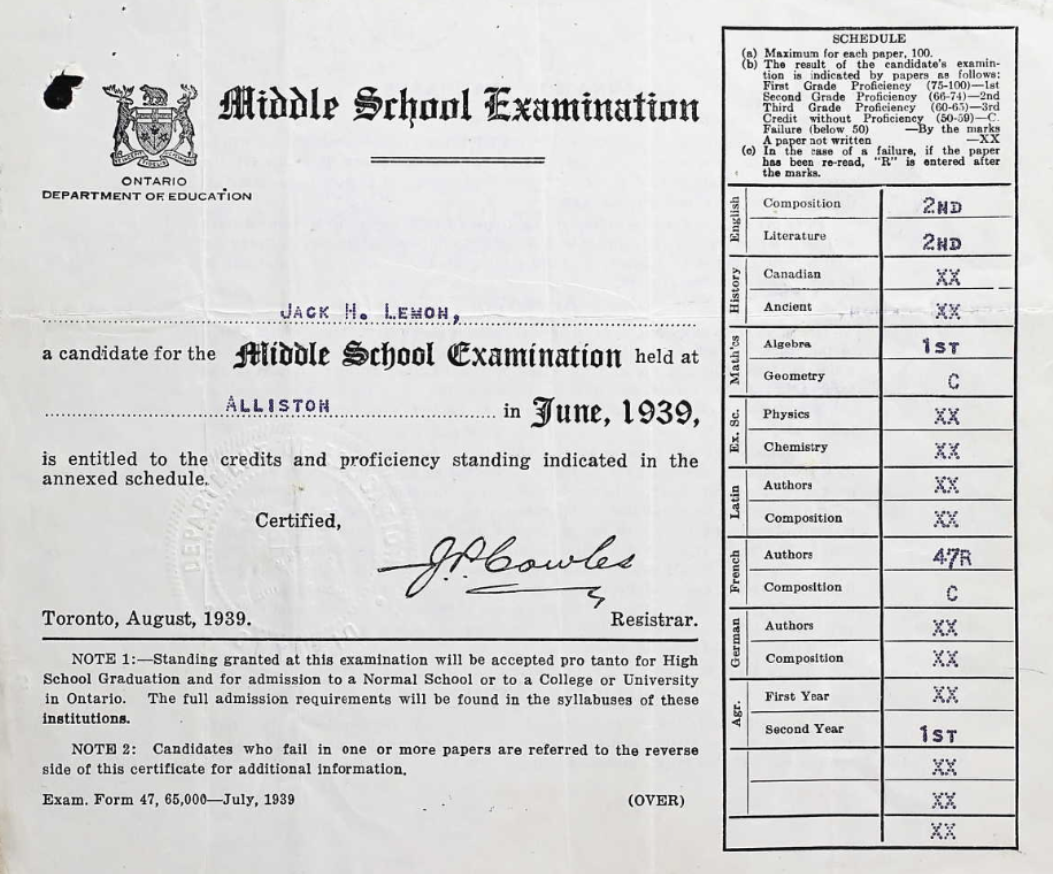 Middle School Examination
ONTARIO
DEPARTMENT OF EDUCATION
JACK H. LEMON,
a candidate for the Middle School Examination held at
ALLISTON in June, 1939,
is entitled to the credits and proficiency standing indicated in the
annexed schedule.
Certified,
J.P. Cowles
Toronto, August, 1939. Registrar.
NOTE 1:—Standing granted at this examination will be accepted pro tanto for High
School Graduation and for admission to a Normal School or to a College or University
in Ontario. The full admission requirements will be found in the syllabuses of these
institutions.
NOTE 2: Candidates who fail in one or more papers are referred to the reverse
side of this certificate for additional information.
Exam. Form 47, 65,000—July, 1939 (OVER)
SCHEDULE
(a) Maximum for each paper, 100.
(b) The result of the candidate's examin-
tion is indicated by papers as follows:
First Grade Proficiency (75-100)—1st
Second Grade Proficiency (66-74)—2nd
Third Grade Proficiency (60-65)—3rd
Credit without Proficiency (50-59)—C.
Failure (below 50) —By the marks
A paper not written —XX
(c) In the case of a failure, if the paper
has been re-read, "R" is entered after
the marks.
English
Composition 2ND
Literature 2ND
History
Canadian XX
Ancient XX
Math'cs
Algebra 1ST
Geometry C
Ex. Sc.
Physics XX
Chemistry XX
Latin
Authors XX
Composition XX
French
Authors 47R
Composition C
German
Authors XX
Composition XX
Agr.
First Year XX
Second Year 1ST
XX
XX
XX